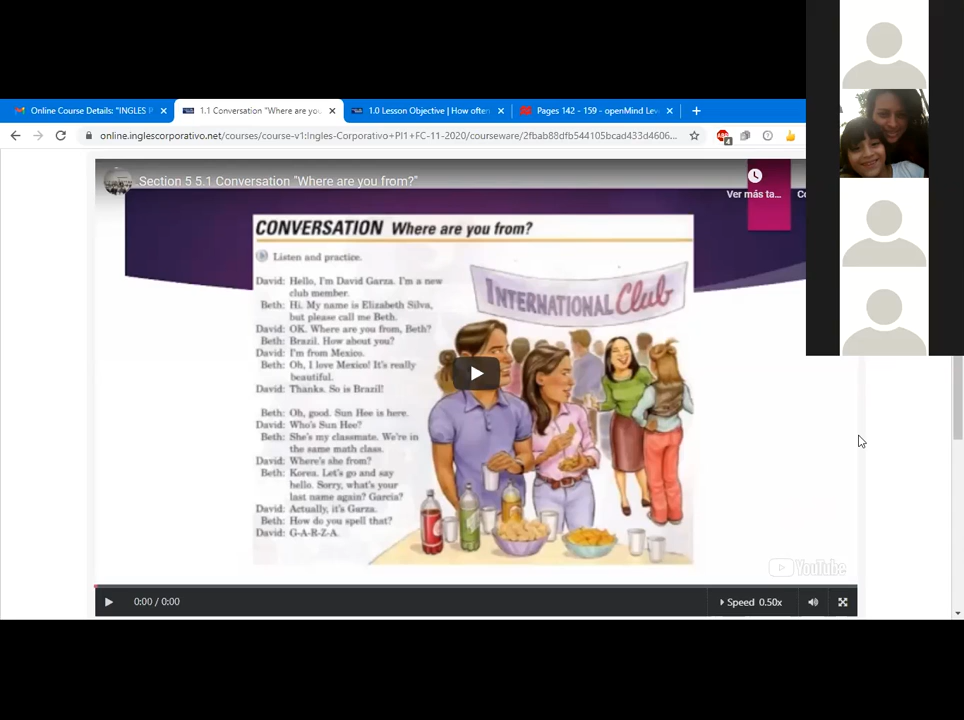 Online Course Details: "INGLES P
1.1 Conversation "Where are you
1.0 Lesson Objective | How often
Pages 142 - 159 - openMind Lev
online.inglescorporativo.net/courses/course-v1:Ingles-Corporativo+PI1+FC-11-2020/courseware/2fbab88dfb544105bcad433d4606...
ABP
4
Section 5 5.1 Conversation "Where are you from?"
Ver más ta...
Co
CONVERSATION Where are you from?
Listen and practice.
David: Hello, I'm David Garza. I'm a new
club member.
Beth: Hi. My name is Elizabeth Silva,
but please call me Beth.
David: OK. Where are you from, Beth?
Beth: Brazil. How about you?
David: I'm from Mexico.
Beth: Oh, I love Mexico! It's really
beautiful.
David: Thanks. So is Brazil!
Beth: Oh, good. Sun Hee is here.
David: Who's Sun Hee?
Beth: She's my classmate. We're in
the same math class.
David: Where's she from?
Beth: Korea. Let's go and say
hello. Sorry, what's your
last name again? Garcia?
David: Actually, it's Garza.
Beth: How do you spell that?
David: G-A-R-Z-A.
INTERNATIONAL Club
YouTube
0:00 / 0:00
Speed 0.50x